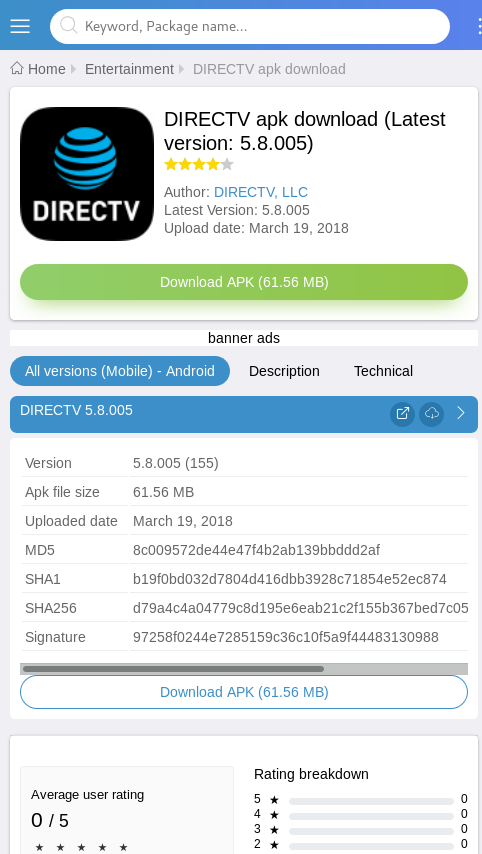 Keyword, Package name...
Home Entertainment DIRECTV apk download
DIRECTV
DIRECTV apk download (Latest
version: 5.8.005)
Author: DIRECTV, LLC
Latest Version: 5.8.005
Upload date: March 19, 2018
Download APK (61.56 MB)
banner ads
All versions (Mobile) - Android Description Technical
DIRECTV 5.8.005
Version 5.8.005 (155)
Apk file size 61.56 MB
Uploaded date March 19, 2018
MD5 8c009572de44e47f4b2ab139bbddd2af
SHA1 b19f0bd032d7804d416dbb3928c71854e52ec874
SHA256 d79a4c4a04779c8d195e6eab21c2f155b367bed7c05
Signature 97258f0244e7285159c36c10f5a9f44483130988
Download APK (61.56 MB)
Average user rating
0 / 5
Rating breakdown
5 ★ 0
4 ★ 0
3 ★ 0
2 ★ 0